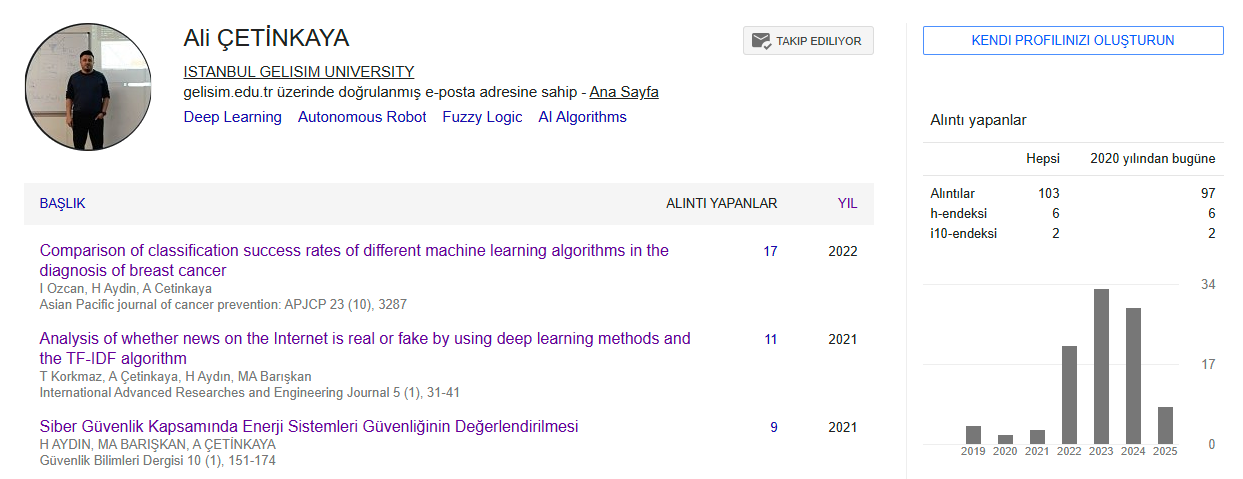 Ali ÇETİNKAYA
TAKIP EDILIYOR
ISTANBUL GELISIM UNIVERSITY
gelisim.edu.tr üzerinde doğrulanmış e-posta adresine sahip - Ana Sayfa
Deep Learning Autonomous Robot Fuzzy Logic AI Algorithms
BAŞLIK ALINTI YAPANLAR YIL
Comparison of classification success rates of different machine learning algorithms in the 17 2022
diagnosis of breast cancer
I Ozcan, H Aydin, A Cetinkaya
Asian Pacific journal of cancer prevention: APJCP 23 (10), 3287
Analysis of whether news on the Internet is real or fake by using deep learning methods and 11 2021
the TF-IDF algorithm
T Korkmaz, A Çetinkaya, H Aydın, MA Barışkan
International Advanced Researches and Engineering Journal 5 (1), 31-41
Siber Güvenlik Kapsamında Enerji Sistemleri Güvenliğinin Değerlendirilmesi 9 2021
H AYDIN, MA BARIŞKAN, A ÇETİNKAYA
Güvenlik Bilimleri Dergisi 10 (1), 151-174
KENDI PROFILINIZI OLUŞTURUN
Alıntı yapanlar
Hepsi 2020 yılından bugüne
Alıntılar 103 97
h-endeksi 6 6
i10-endeksi 2 2
34
17
0
2019 2020 2021 2022 2023 2024 2025